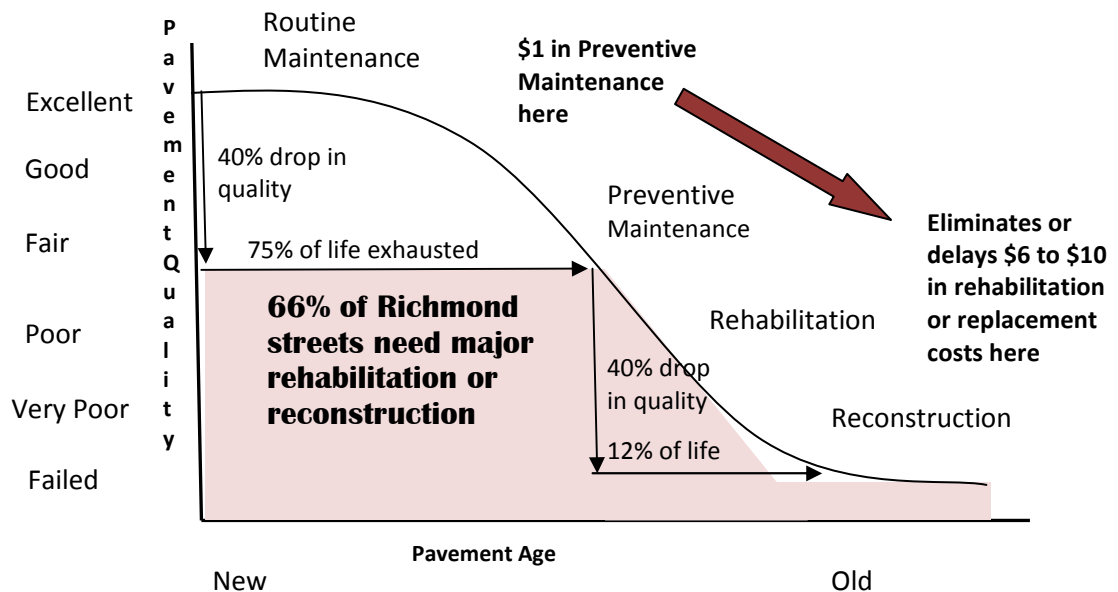 Pavement Quality
Routine
Maintenance
$1 in Preventive
Maintenance
here
Excellent
Good
Fair
Poor
Very Poor
Failed
40% drop in
quality
75% of life exhausted
Preventive
Maintenance
Eliminates or
delays $6 to $10
in rehabilitation
or replacement
costs here
66% of Richmond
streets need major
rehabilitation or
reconstruction
Rehabilitation
40% drop
in quality
12% of life
Reconstruction
Pavement Age
New
Old